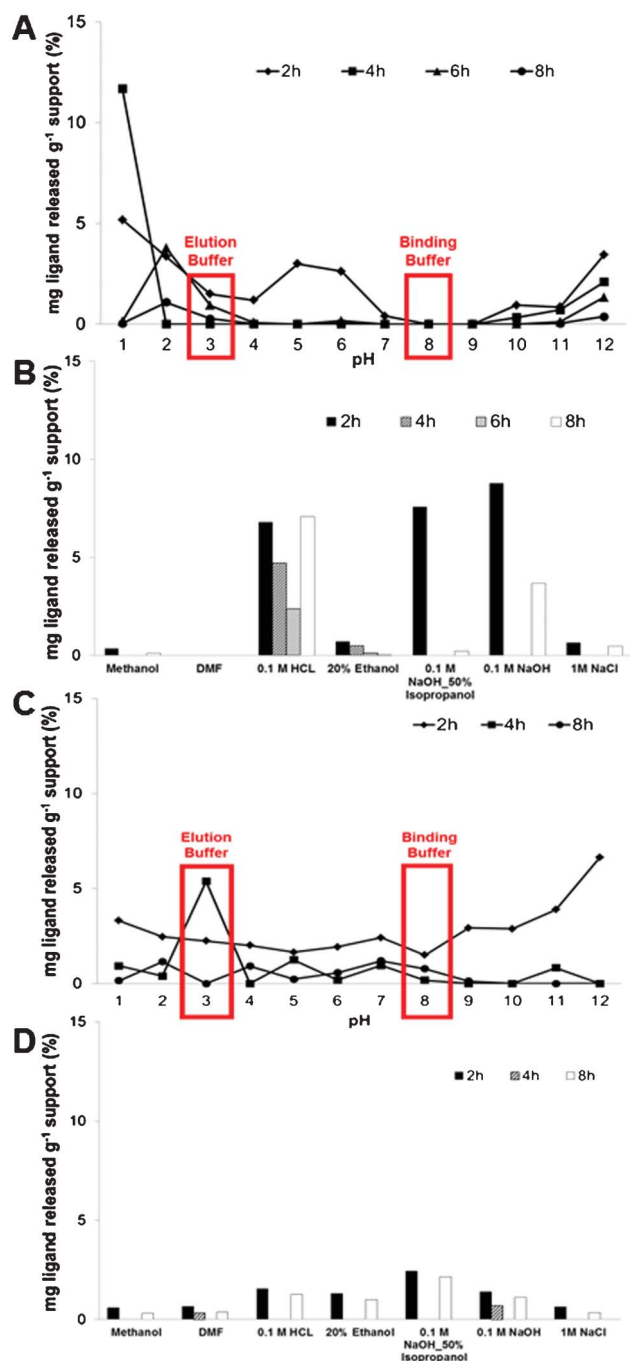 A
mg ligand released g⁻¹ support (%)
15
10
5
0
2h 4h 6h 8h
Elution
Buffer
Binding
Buffer
1 2 3 4 5 6 7 8 9 10 11 12
pH
B
mg ligand released g⁻¹ support (%)
15
10
5
0
2h 4h 6h 8h
Methanol DMF 0.1 M HCL 20% Ethanol 0.1 M NaOH_50% Isopropanol 0.1 M NaOH 1M NaCl
C
mg ligand released g⁻¹ support (%)
15
10
5
0
2h 4h 8h
Elution
Buffer
Binding
Buffer
1 2 3 4 5 6 7 8 9 10 11 12
pH
D
mg ligand released g⁻¹ support (%)
15
10
5
0
2h 4h 8h
Methanol DMF 0.1 M HCL 20% Ethanol 0.1 M NaOH_50% Isopropanol 0.1 M NaOH 1M NaCl